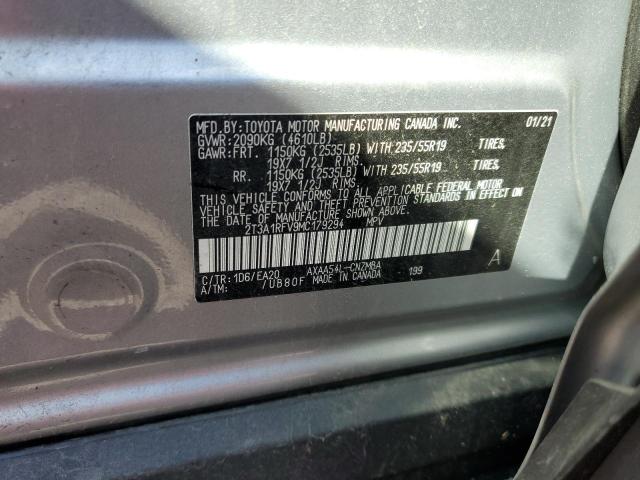 MFD.BY:TOYOTA MOTOR MANUFACTURING CANADA INC. 01/21
GVWR:2090KG (4610LB)
GAWR:FRT. 1150KG (2535LB) WITH 235/55R19 TIRES,
19X7 1/2J RIMS.
RR. 1150KG (2535LB) WITH 235/55R19 TIRES,
19X7 1/2J RIMS.
THIS VEHICLE CONFORMS TO ALL APPLICABLE FEDERAL MOTOR
VEHICLE SAFETY AND THEFT PREVENTION STANDARDS IN EFFECT
ON THE DATE OF MANUFACTURE SHOWN ABOVE.
2T3A1RFV9MC179294 MPV
C/TR:1D6/EA20 AXAA54L-CNZMBA 199 A
A/TM: /UB80F MADE IN CANADA